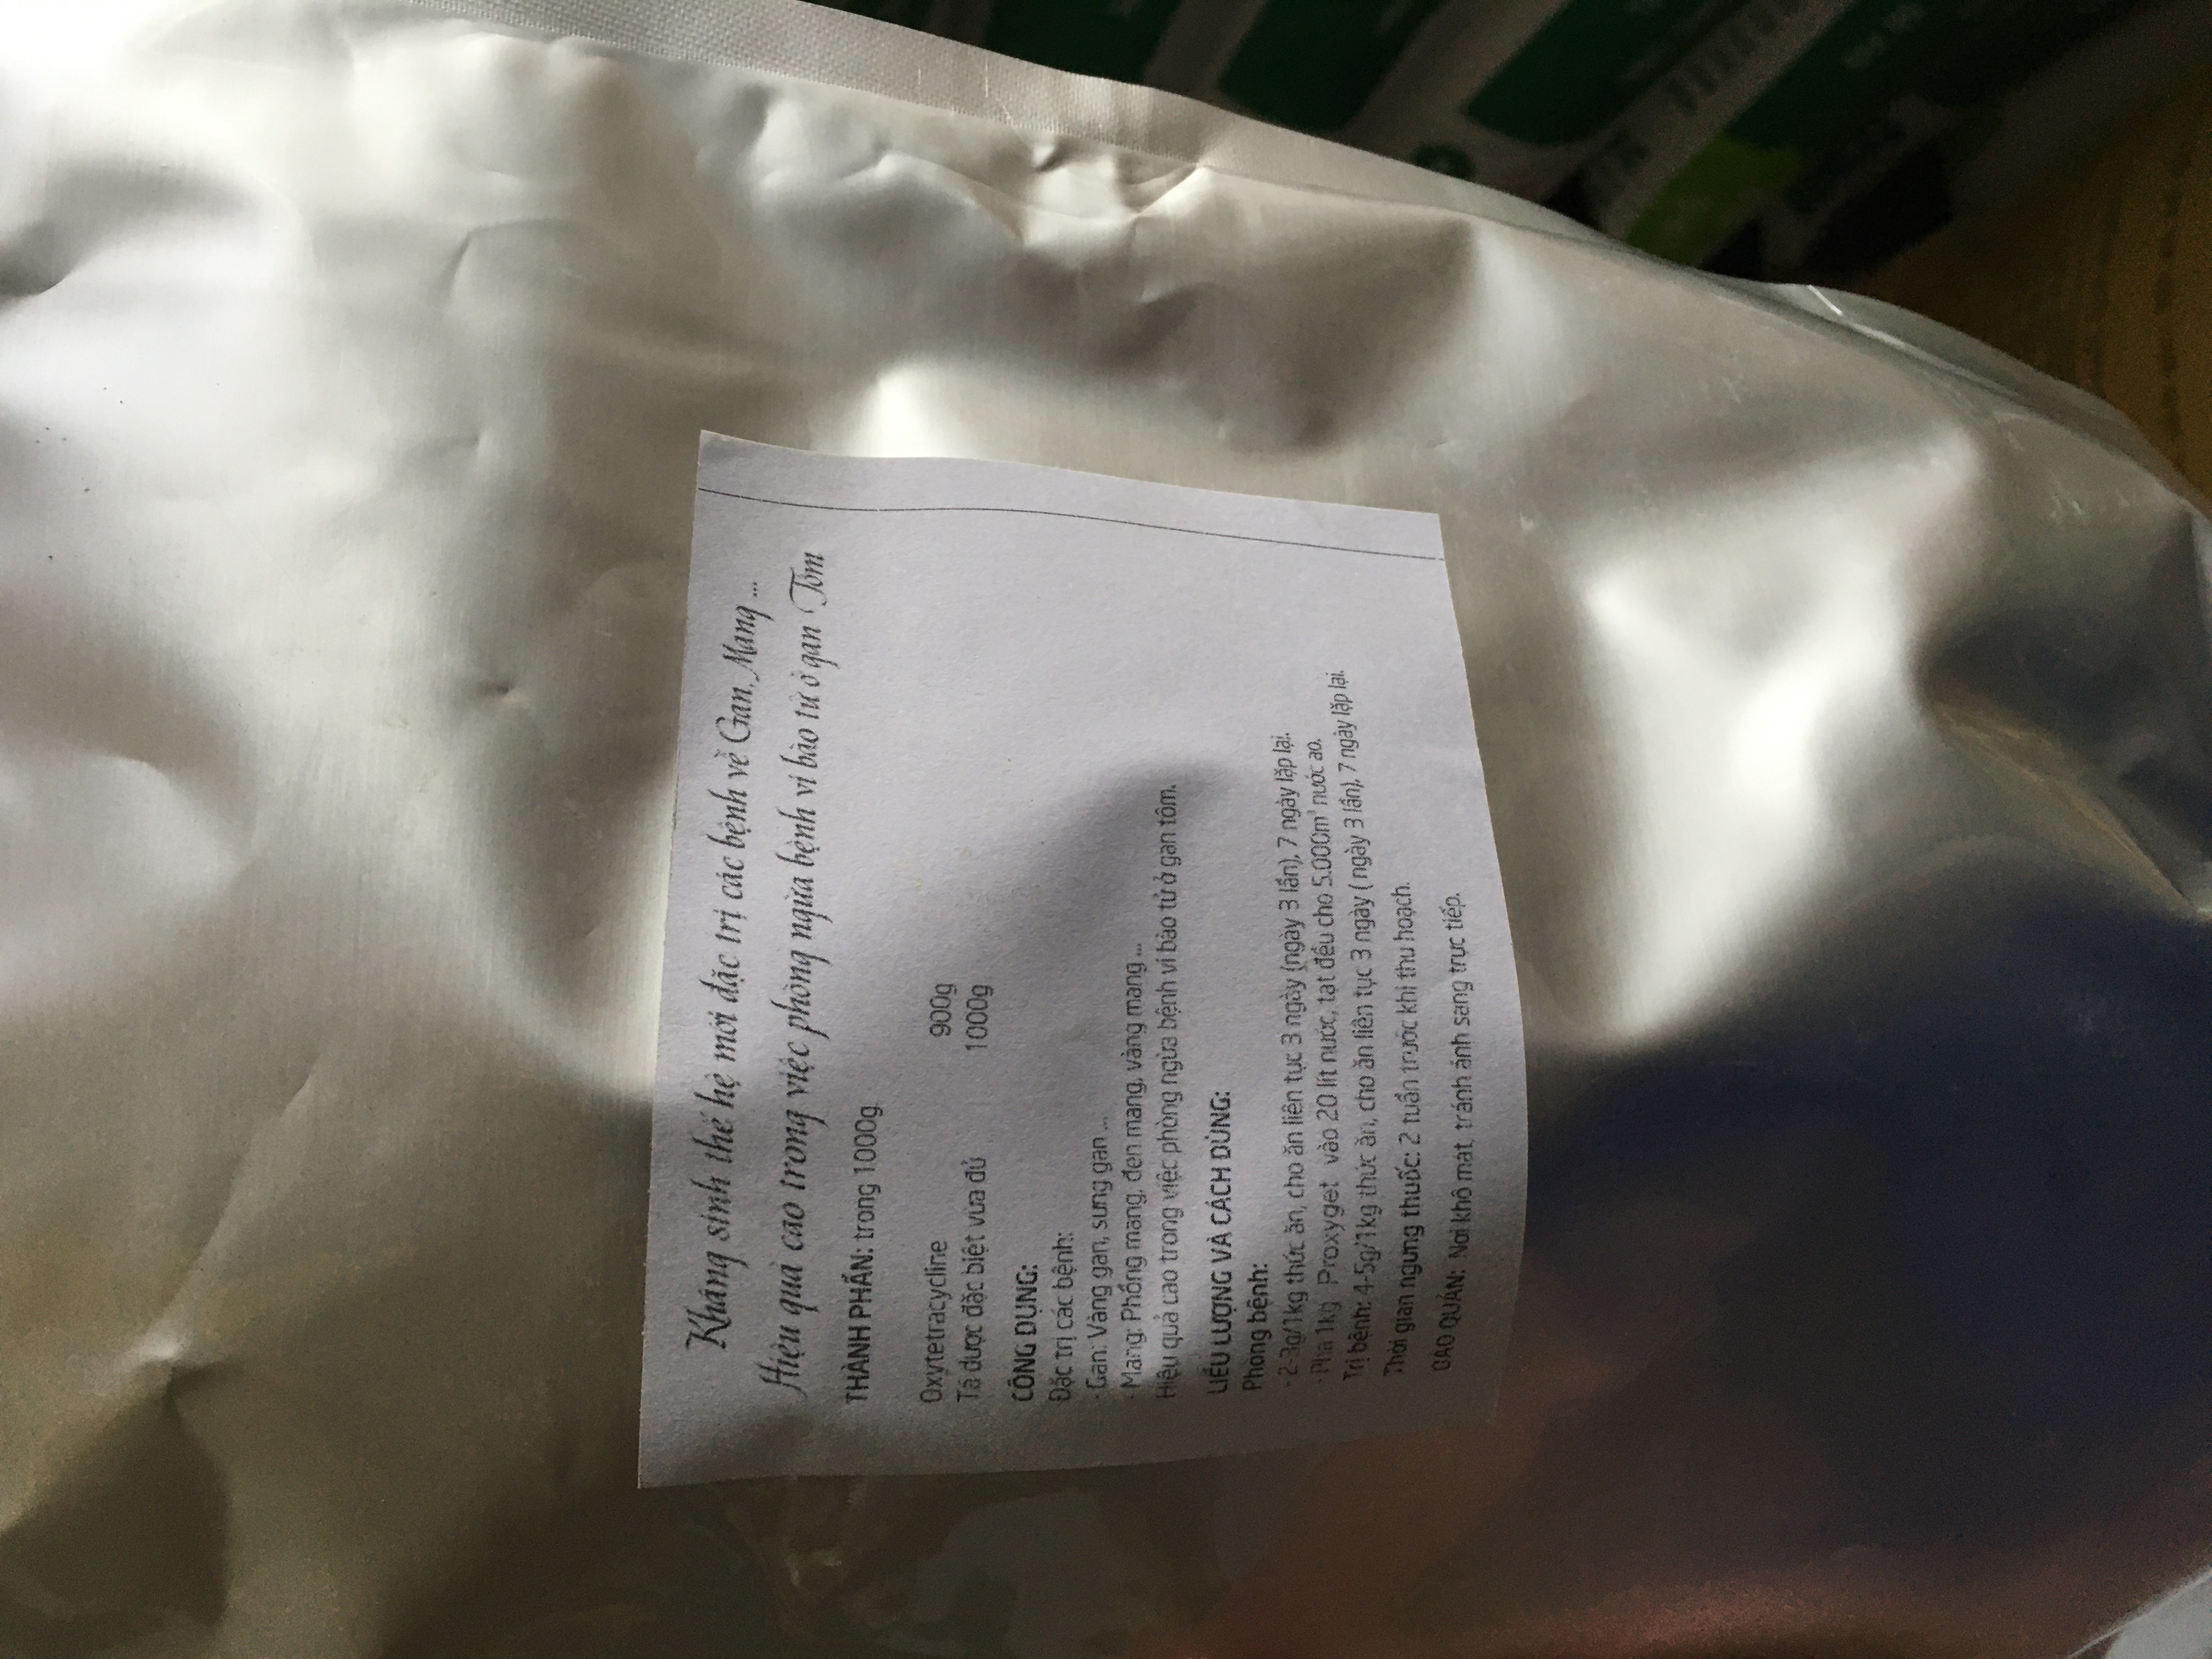 Kháng sinh thế hệ mới đặc trị các bệnh về Gan, Mang ...
Hiệu quả cao trong việc phòng ngừa bệnh vi bào tử ở gan Tôm
THÀNH PHẦN: trong 1000g
Oxytetracycline 900g
Tá dược đặc biệt vừa đủ 1000g
CÔNG DỤNG:
Đặc trị các bệnh:
· Gan: Vàng gan, sưng gan ...
· Mang: Phồng mang, đen mang, vàng mang ...
Hiệu quả cao trong việc phòng ngừa bệnh vi bào tử ở gan tôm.
LIỀU LƯỢNG VÀ CÁCH DÙNG:
Phòng bệnh:
· 2-3g/1kg thức ăn, cho ăn liên tục 3 ngày (ngày 3 lần), 7 ngày lặp lại.
· Pha 1kg Proxyget vào 20 lít nước, tạt đều cho 5.000m³ nước ao.
Trị bệnh: 4-5g/1kg thức ăn, cho ăn liên tục 3 ngày ( ngày 3 lần), 7 ngày lặp lại.
Thời gian ngưng thuốc: 2 tuần trước khi thu hoạch.
BẢO QUẢN: Nơi khô mát, tránh ánh sang trực tiếp.